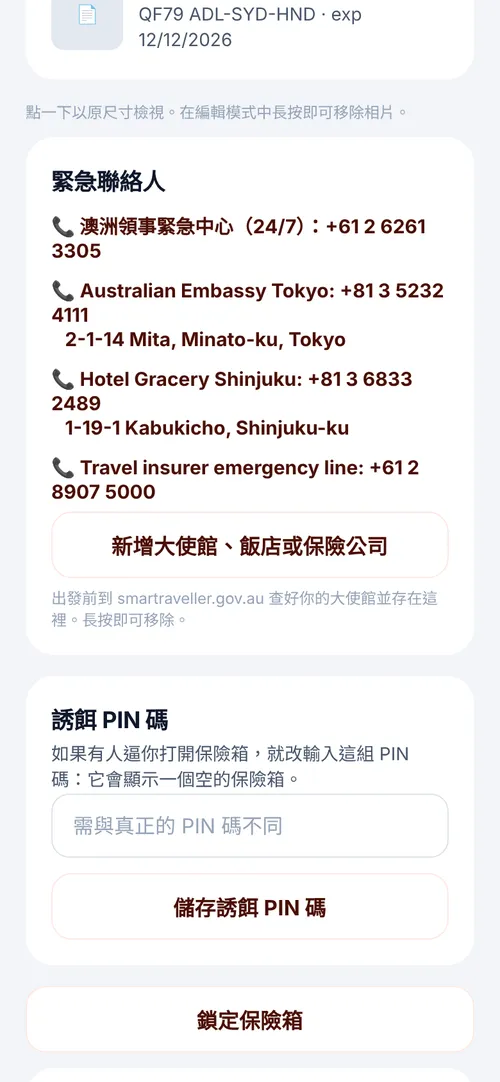 QF79 ADL-SYD-HND · exp
12/12/2026
點一下以原尺寸檢視。在編輯模式中長按即可移除相片。
緊急聯絡人
📞 澳洲領事緊急中心（24/7）：+61 2 6261
3305
📞 Australian Embassy Tokyo: +81 3 5232
4111
2-1-14 Mita, Minato-ku, Tokyo
📞 Hotel Gracery Shinjuku: +81 3 6833
2489
1-19-1 Kabukicho, Shinjuku-ku
📞 Travel insurer emergency line: +61 2
8907 5000
新增大使館、飯店或保險公司
出發前到 smartraveller.gov.au 查好你的大使館並存在這
裡。長按即可移除。
誘餌 PIN 碼
如果有人逼你打開保險箱，就改輸入這組 PIN
碼：它會顯示一個空的保險箱。
需與真正的 PIN 碼不同
儲存誘餌 PIN 碼
鎖定保險箱